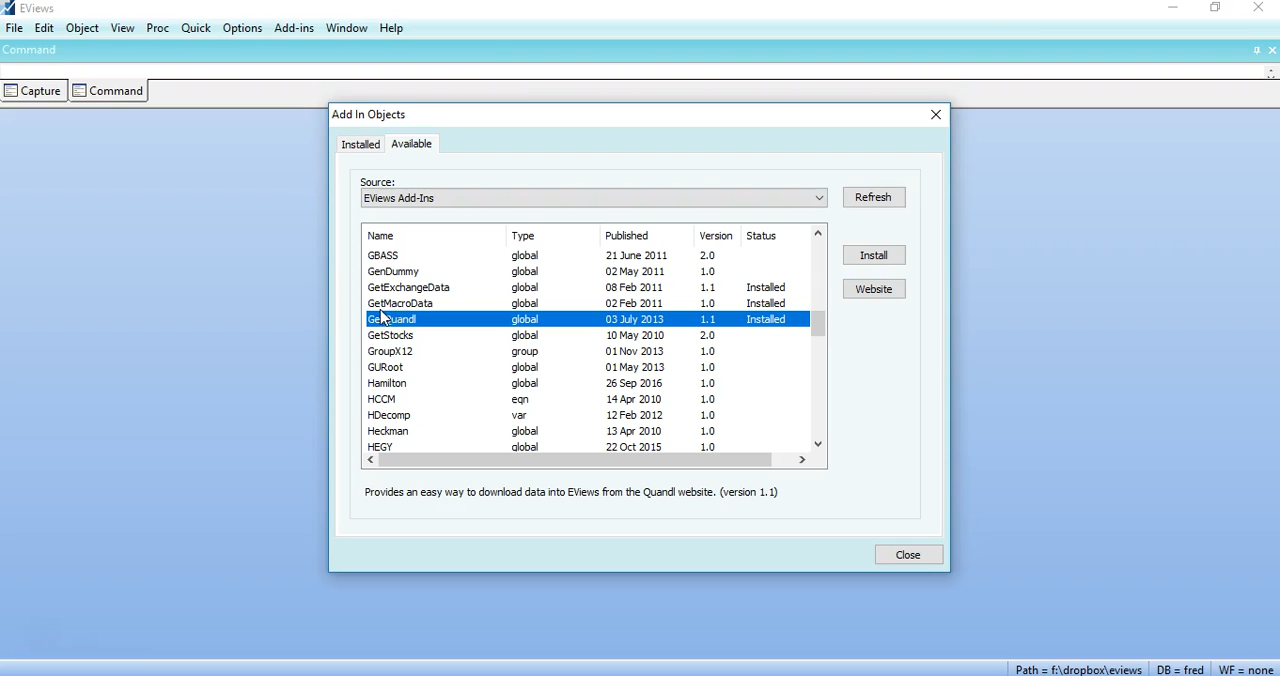 EViews
File Edit Object View Proc Quick Options Add-ins Window Help
Command
Capture Command
Add In Objects
Installed Available
Source:
EViews Add-Ins Refresh
Name Type Published Version Status
GBASS global 21 June 2011 2.0 Install
GenDummy global 02 May 2011 1.0
GetExchangeData global 08 Feb 2011 1.1 Installed Website
GetMacroData global 02 Feb 2011 1.0 Installed
GetQuandl global 03 July 2013 1.1 Installed
GetStocks global 10 May 2010 2.0
GroupX12 group 01 Nov 2013 1.0
GURoot global 01 May 2013 1.0
Hamilton global 26 Sep 2016 1.0
HCCM eqn 14 Apr 2010 1.0
HDecomp var 12 Feb 2012 1.0
Heckman global 13 Apr 2010 1.0
HEGY global 22 Oct 2015 1.0
Provides an easy way to download data into EViews from the Quandl website. (version 1.1)
Close
Path = f:\dropbox\eviews DB = fred WF = none